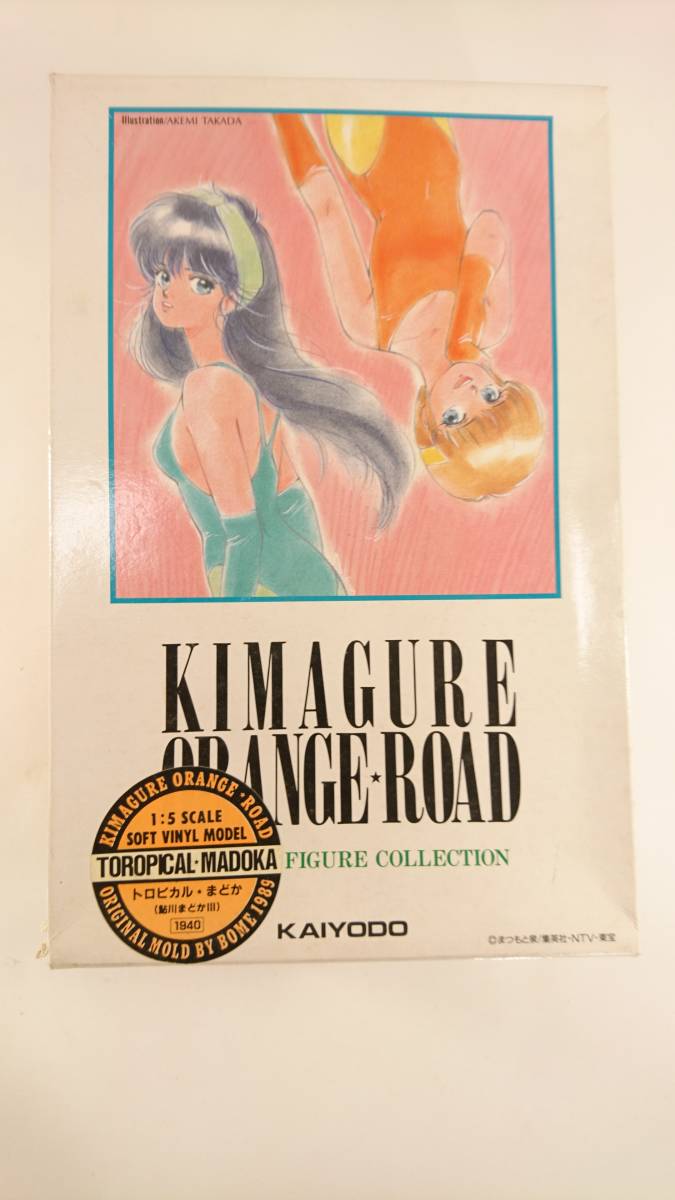 Illustration/AKEMI TAKADA
KIMAGURE
ORANGE★ROAD
FIGURE COLLECTION
KIMAGURE ORANGE★ROAD
1:5 SCALE
SOFT VINYL MODEL
TOROPICAL・MADOKA
トロピカル・まどか
(鮎川まどかIII)
1940
ORIGINAL MOLD BY BOME 1989
KAIYODO
©まつもと泉/集英社・NTV・東宝